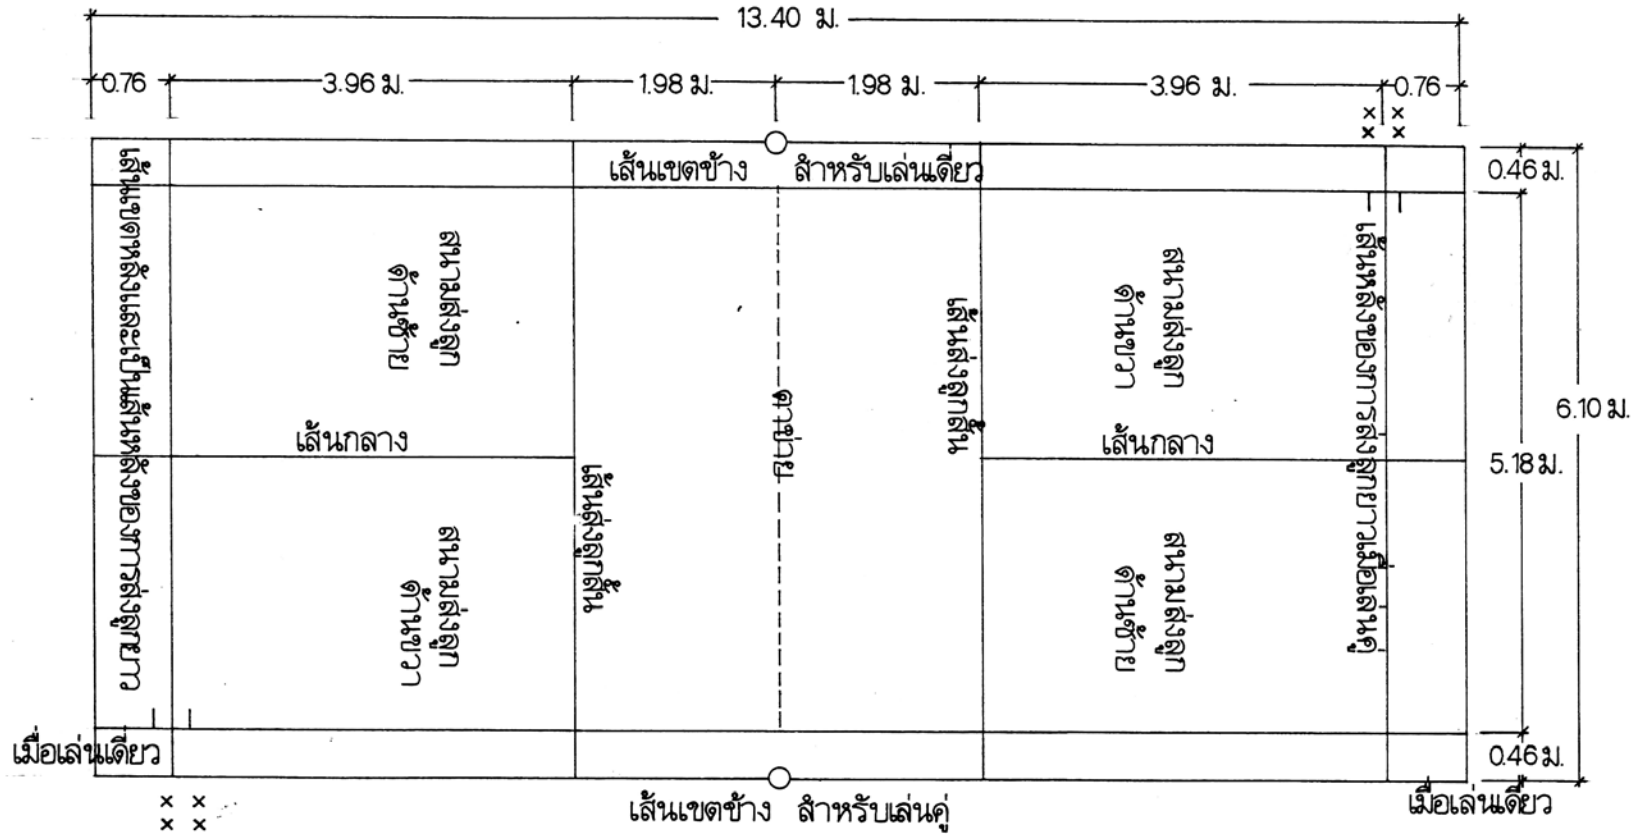 13.40 ม.
0.76
3.96 ม.
1.98 ม.
1.98 ม.
3.96 ม.
0.76
× ×
× ×
เส้นเขตข้าง สำหรับเล่นเดี่ยว
0.46 ม.
เส้นเขตหลังและเป็นเส้นหลังของการส่งลูกยาว
สนามส่งลูก
ด้านซ้าย
เส้นส่งลูกสั้น
สนามส่งลูก
ด้านขวา
เส้นหลังของการส่งลูกยาวเมื่อเล่นคู่
ตาข่าย
6.10 ม.
เส้นกลาง
เส้นกลาง
5.18 ม.
เส้นส่งลูกสั้น
สนามส่งลูก
ด้านขวา
สนามส่งลูก
ด้านซ้าย
เมื่อเล่นเดี่ยว
0.46 ม.
× ×
× ×
เส้นเขตข้าง สำหรับเล่นคู่
เมื่อเล่นเดี่ยว